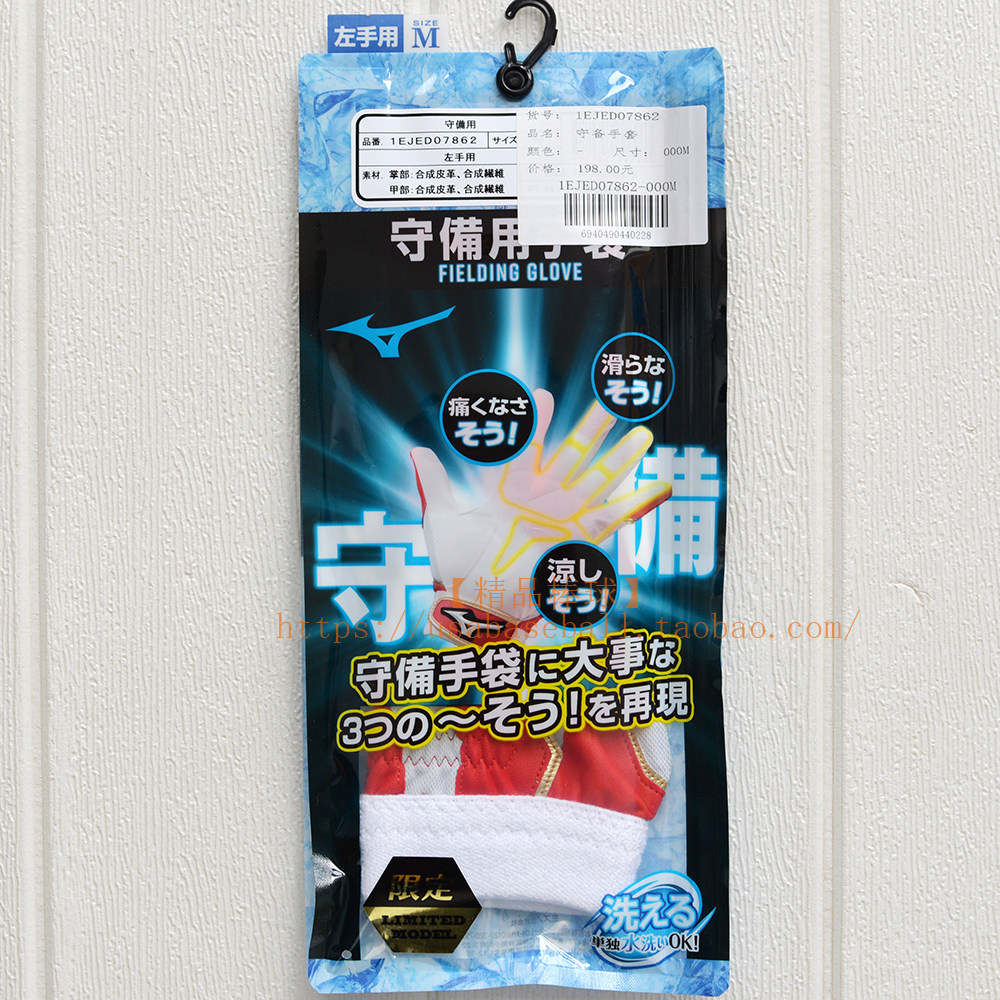 左手用
SIZE
M
守備用
品番. 1EJED07862 サイズ
左手用
素材. 掌部:合成皮革、合成繊維
甲部:合成皮革、合成繊維
货号: 1EJED07862
品名: 守备手套
颜色: - 尺寸: 000M
价格: 198.00元
1EJED07862-000M
6940490440228
守備用手袋
FIELDING GLOVE
滑らな
そう!
痛くなさ
そう!
守備
涼し
そう!
【精品棒球】
https://usabaseball.taobao.com/
守備手袋に大事な
3つの〜そう!を再現
限定
LIMITED
MODEL
洗える
単独水洗いOK!